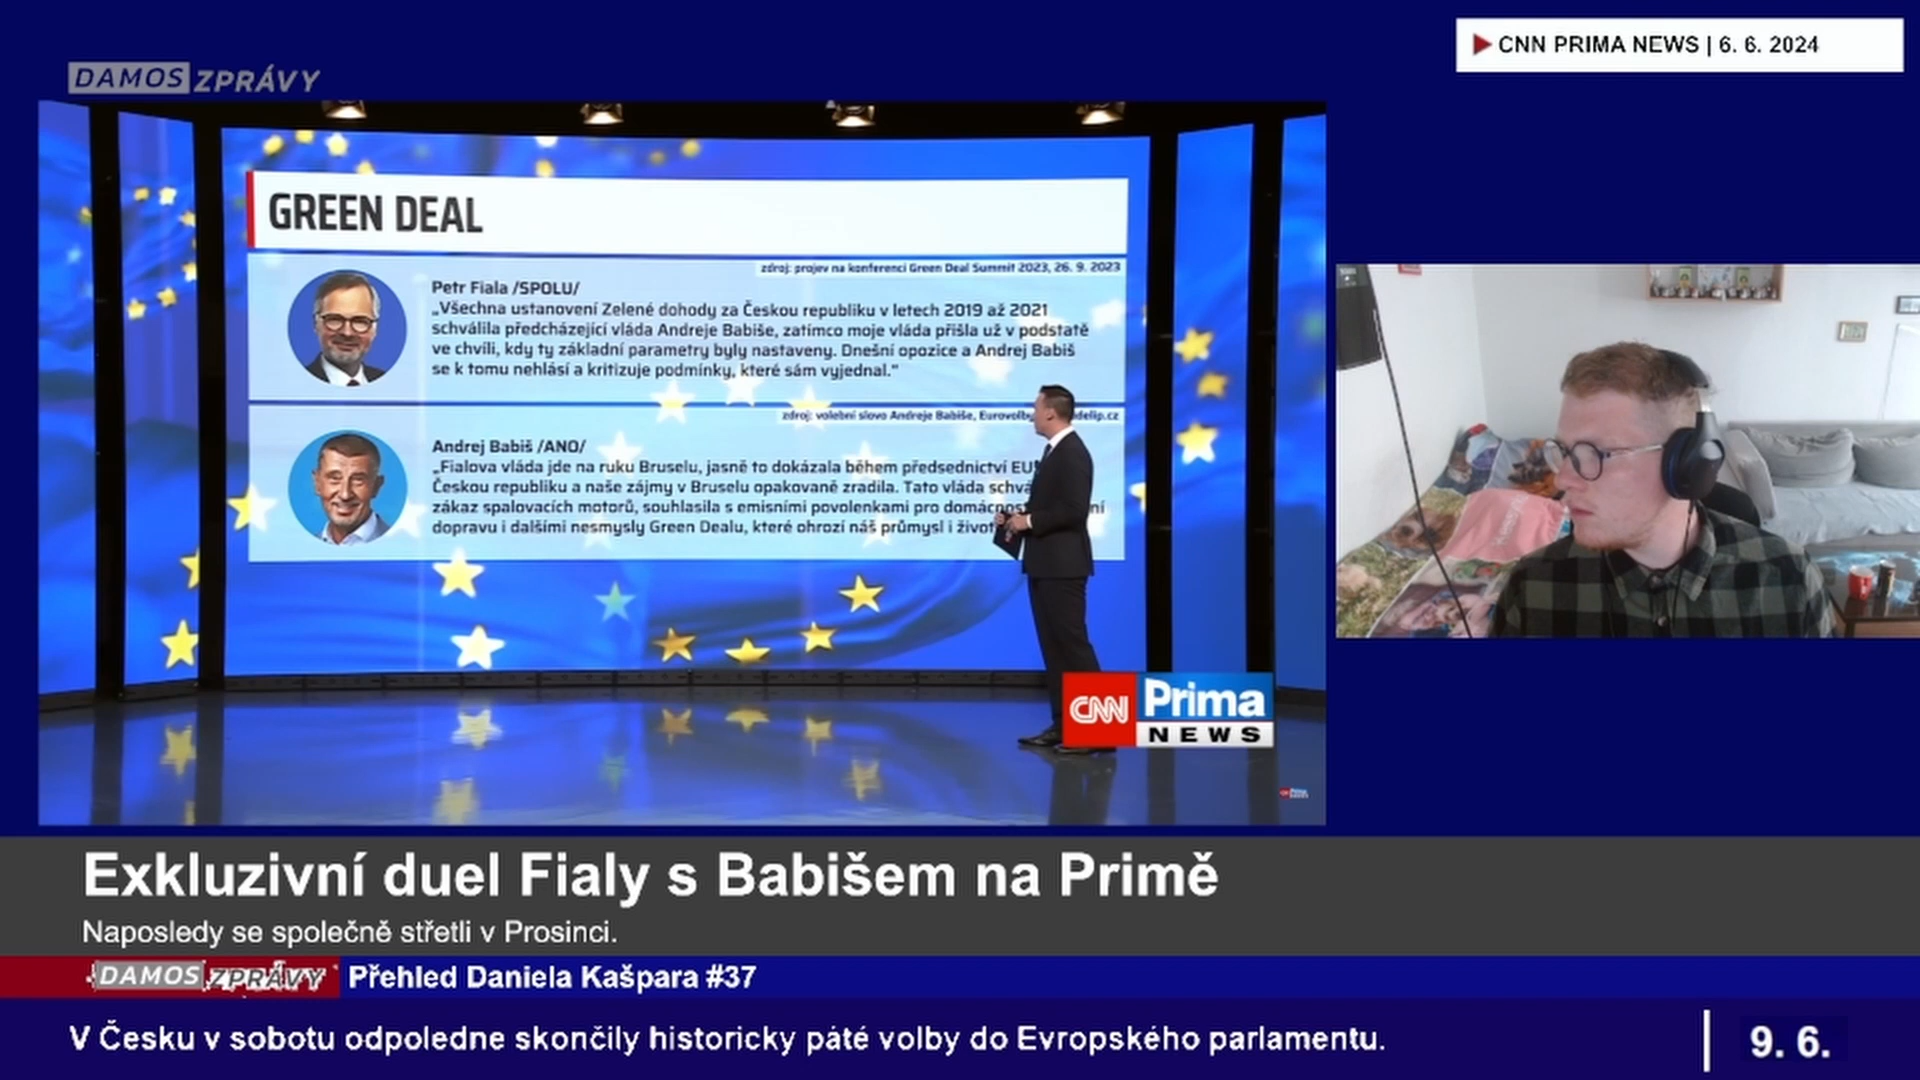 CNN PRIMA NEWS | 6. 6. 2024
DAMOS ZPRÁVY
GREEN DEAL
zdroj: projev na konferenci Green Deal Summit 2023, 26. 9. 2023
Petr Fiala /SPOLU/
„Všechna ustanovení Zelené dohody za Českou republiku v letech 2019 až 2021
schválila předcházející vláda Andreje Babiše, zatímco moje vláda přišla už v podstatě
ve chvíli, kdy ty základní parametry byly nastaveny. Dnešní opozice a Andrej Babiš
se k tomu nehlásí a kritizuje podmínky, které sám vyjednal.“
zdroj: volební slovo Andreje Babiše,
Andrej Babiš /ANO/
„Fialova vláda jde na ruku Bruselu, jasně to dokázala během předsednictví EU!
Českou republiku a naše zájmy v Bruselu opakovaně zradila. Tato vláda
zákaz spalovacích motorů, souhlasila s emisními povolenkami pro
dopravu i dalšími nesmysly Green Dealu, které ohrozí náš průmysl i
CNN Prima
NEWS
Exkluzivní duel Fialy s Babišem na Primě
Naposledy se společně střetli v Prosinci.
DAMOS ZPRÁVY Přehled Daniela Kašpara #37
V Česku v sobotu odpoledne skončily historicky páté volby do Evropského parlamentu.
9. 6.